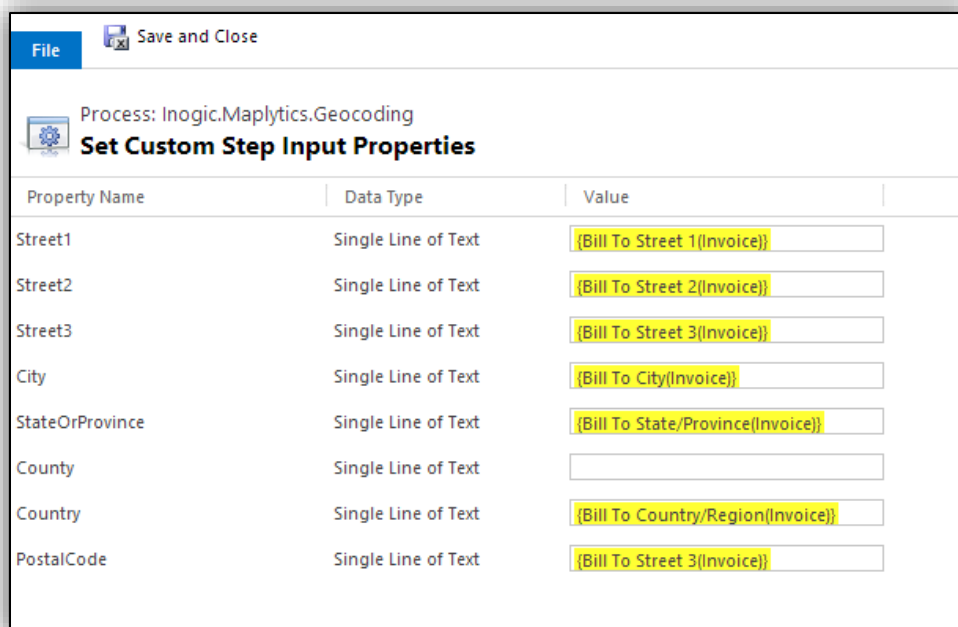 File Save and Close
Process: Inogic.Maplytics.Geocoding
Set Custom Step Input Properties
Property Name Data Type Value
Street1 Single Line of Text {Bill To Street 1(Invoice)}
Street2 Single Line of Text {Bill To Street 2(Invoice)}
Street3 Single Line of Text {Bill To Street 3(Invoice)}
City Single Line of Text {Bill To City(Invoice)}
StateOrProvince Single Line of Text {Bill To State/Province(Invoice)}
County Single Line of Text
Country Single Line of Text {Bill To Country/Region(Invoice)}
PostalCode Single Line of Text {Bill To Street 3(Invoice)}